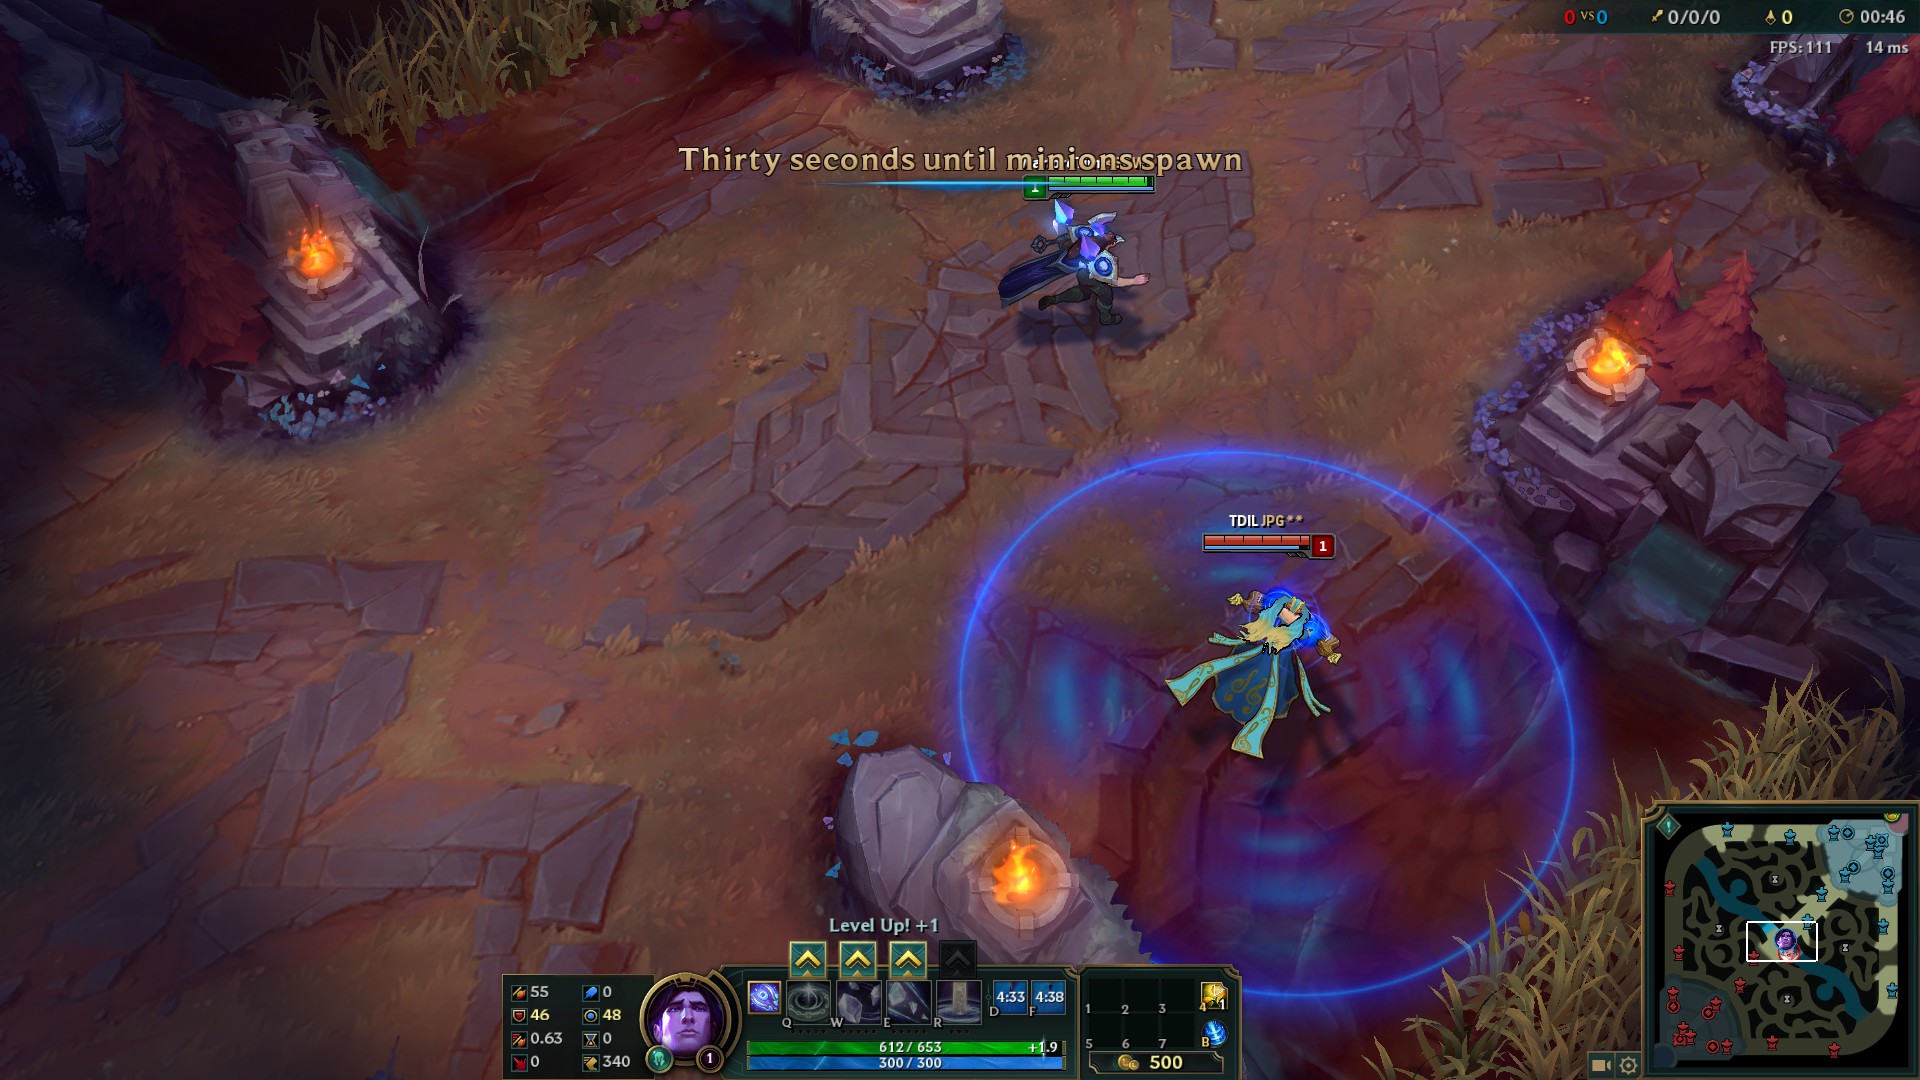 0 VS 0 0/0/0 0 00:46
FPS: 111 14 ms
Thirty seconds until minions spawn
1
TDIL JPG**
1
Level Up! +1
55 0
46 48
0.63 0
0 340
1
Q W E R
4:33 4:38
D F
612 / 653 +1.9
300 / 300
1 2 3 4 1
5 6 7 B
500